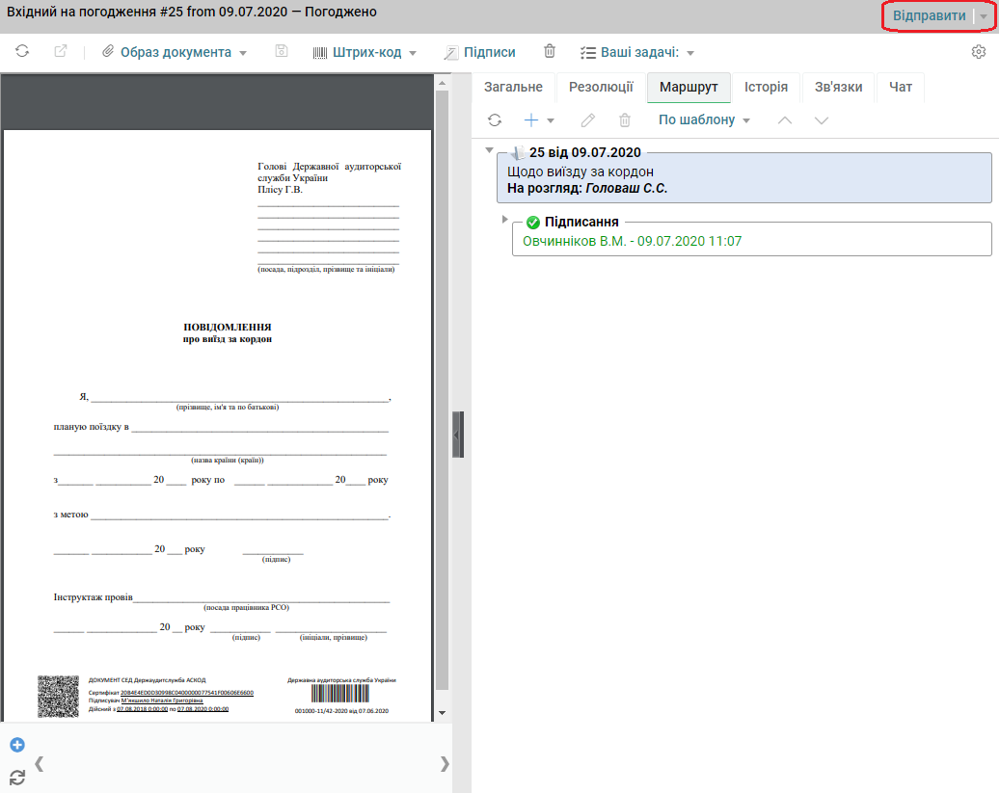 Вхідний на погодження #25 from 09.07.2020 — Погоджено
Відправити
Образ документа
Штрих-код
Підписи
Ваші задачі:
Загальне
Резолюції
Маршрут
Історія
Зв'язки
Чат
По шаблону
25 від 09.07.2020
Щодо виїзду за кордон
На розгляд: Головаш С.С.
Підписання
Овчинніков В.М. - 09.07.2020 11:07
Голові Державної аудиторської
служби України
Плісу Г.В.
(посада, підрозділ, прізвище та ініціали)
ПОВІДОМЛЕННЯ
про виїзд за кордон
Я, ,
(прізвище, ім'я та по батькові)
планую поїздку в
(назва країни (країн))
з 20 року по 20 року
з метою .
20 року
(підпис)
Інструктаж провів
(посада працівника РСО)
20 року
(підпис) (ініціали, прізвище)
ДОКУМЕНТ СЕД Держаудитслужба АСКОД
Сертифікат 20B4E4ED0D30998C0400000077541F00606E6600
Підписувач М'якшило Наталія Григорівна
Дійсний з 07.08.2018 0:00:00 по 07.08.2020 0:00:00
Державна аудиторська служба України
001000-11/42-2020 від 07.06.2020